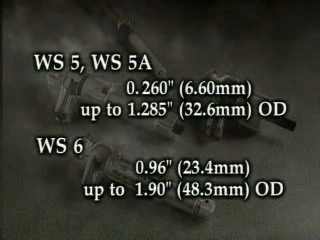 WS 5, WS 5A
0.260" (6.60mm)
up to 1.285" (32.6mm) OD
WS 6
0.96" (23.4mm)
up to 1.90" (48.3mm) OD